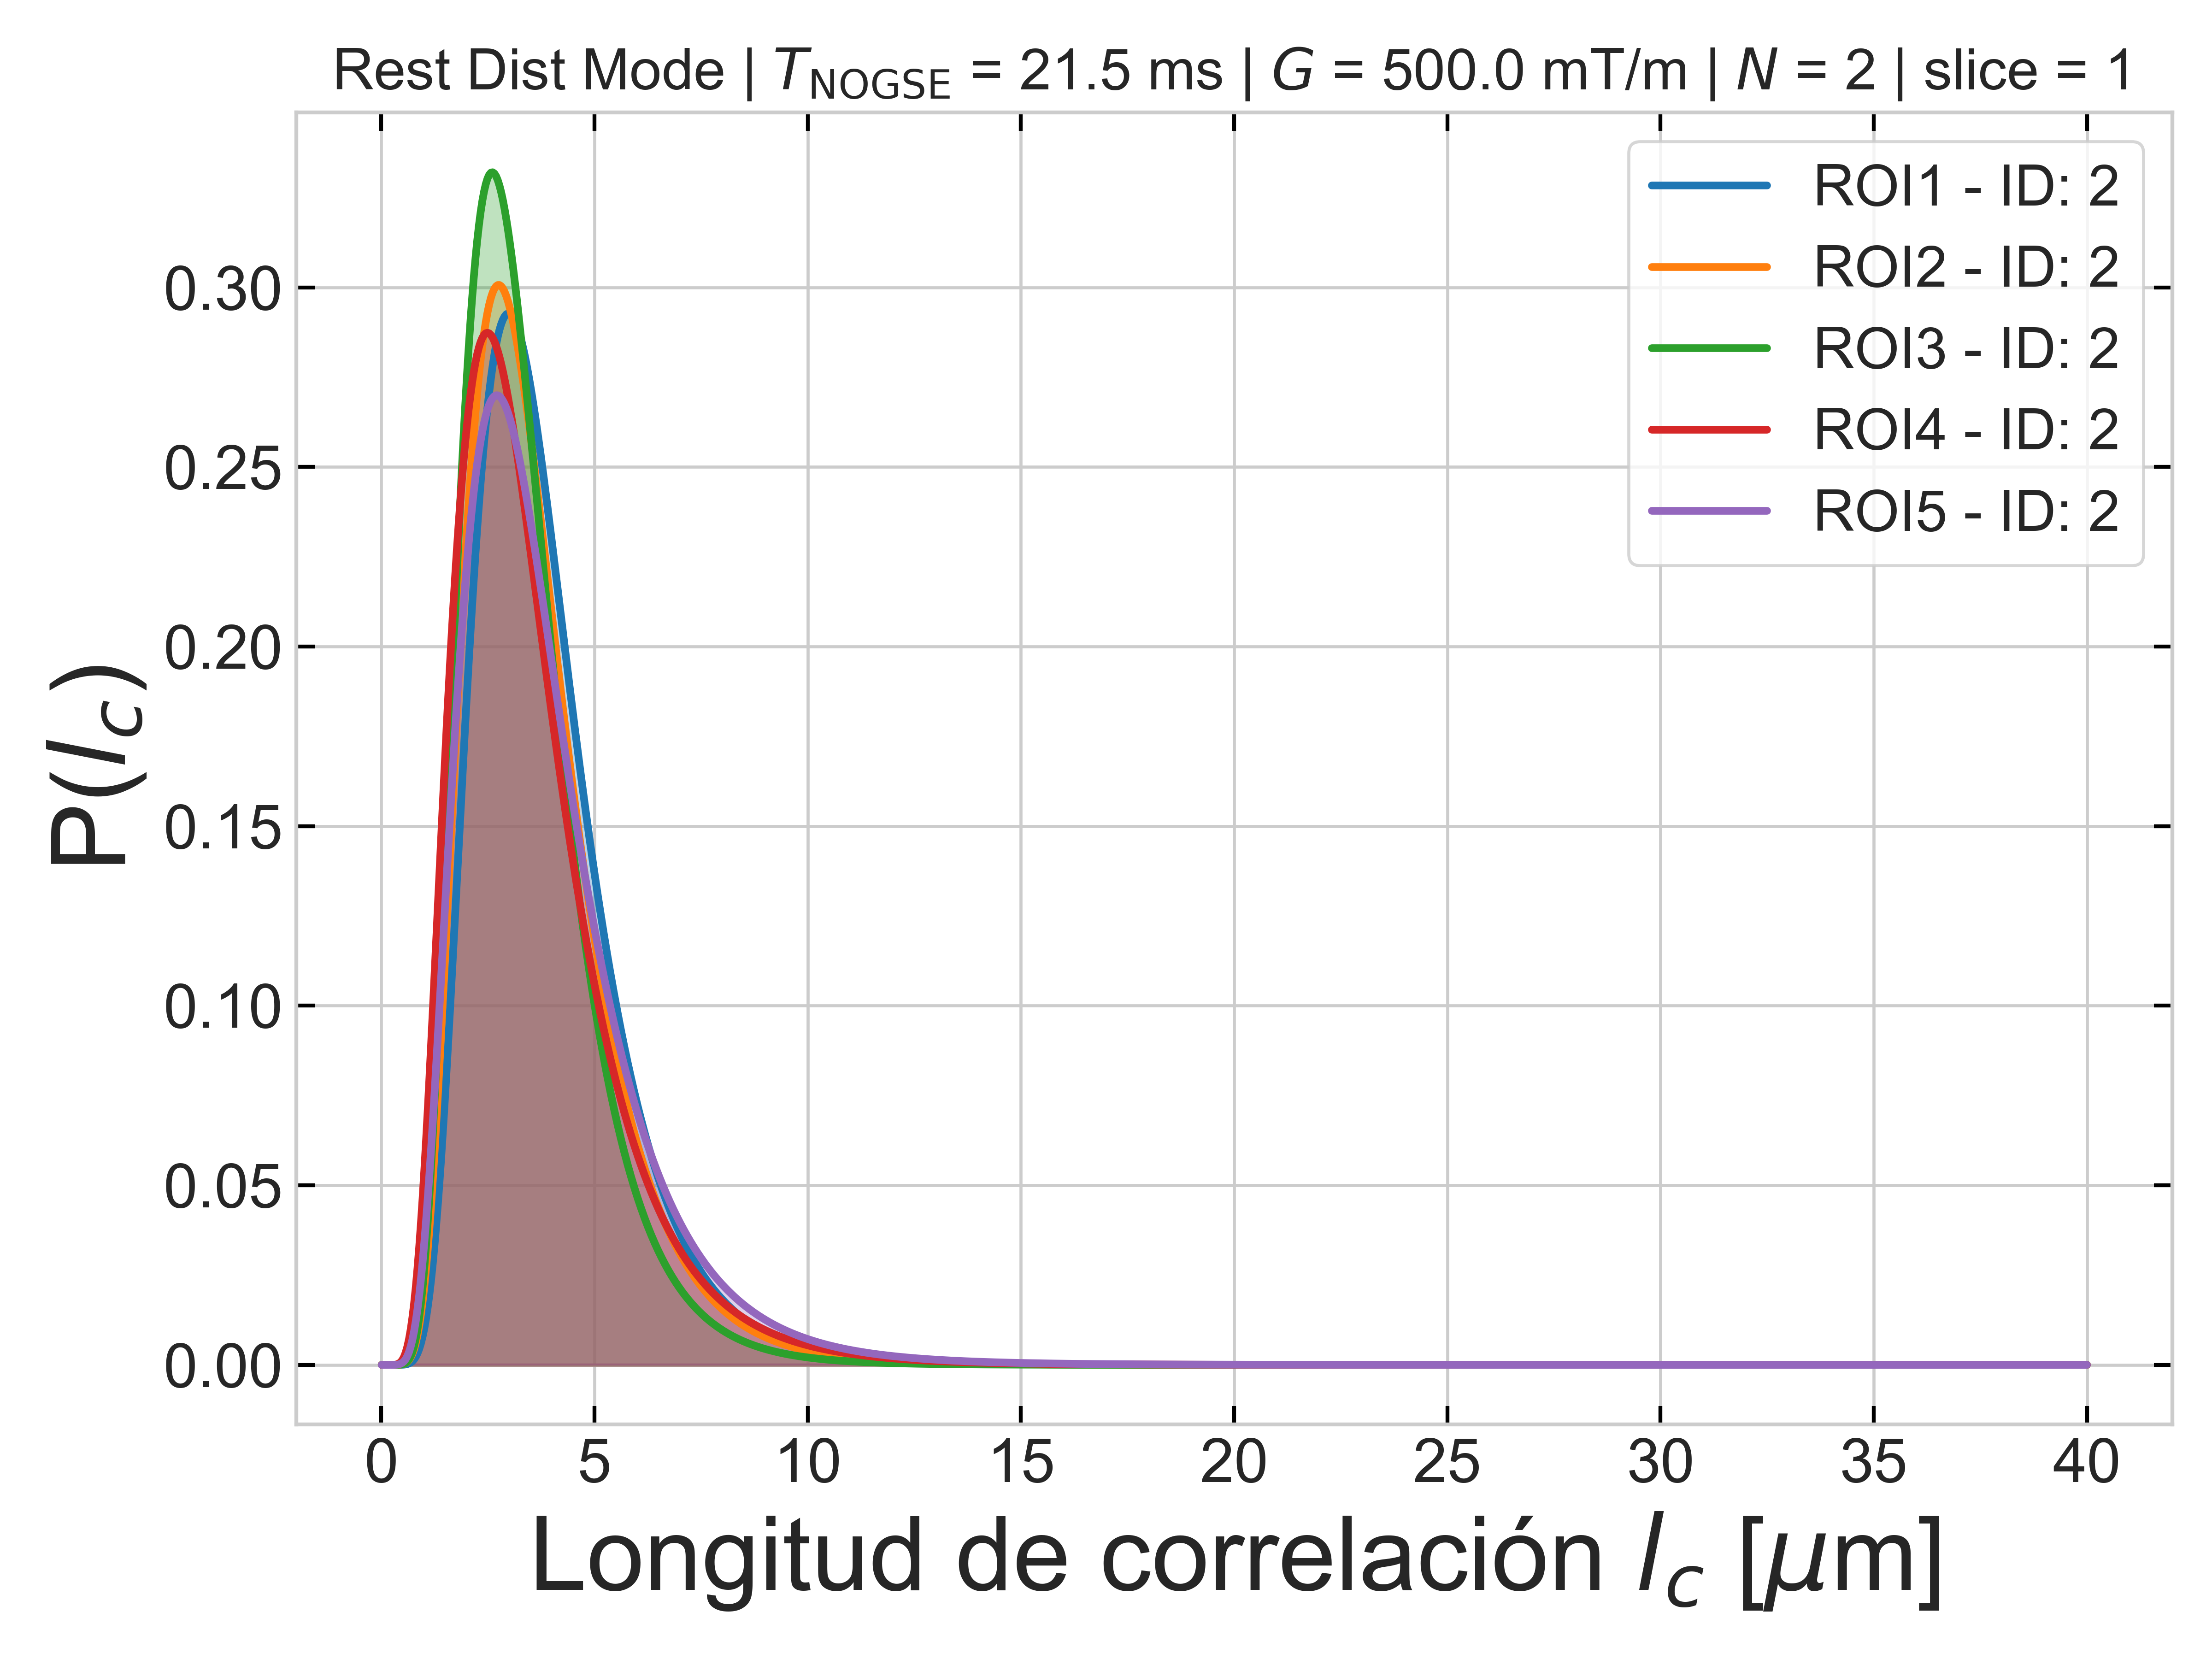 Rest Dist Mode | T_NOGSE = 21.5 ms | G = 500.0 mT/m | N = 2 | slice = 1
ROI1 - ID: 2
ROI2 - ID: 2
ROI3 - ID: 2
ROI4 - ID: 2
ROI5 - ID: 2
P(l_c)
0.30
0.25
0.20
0.15
0.10
0.05
0.00
0 5 10 15 20 25 30 35 40
Longitud de correlación l_c [μm]